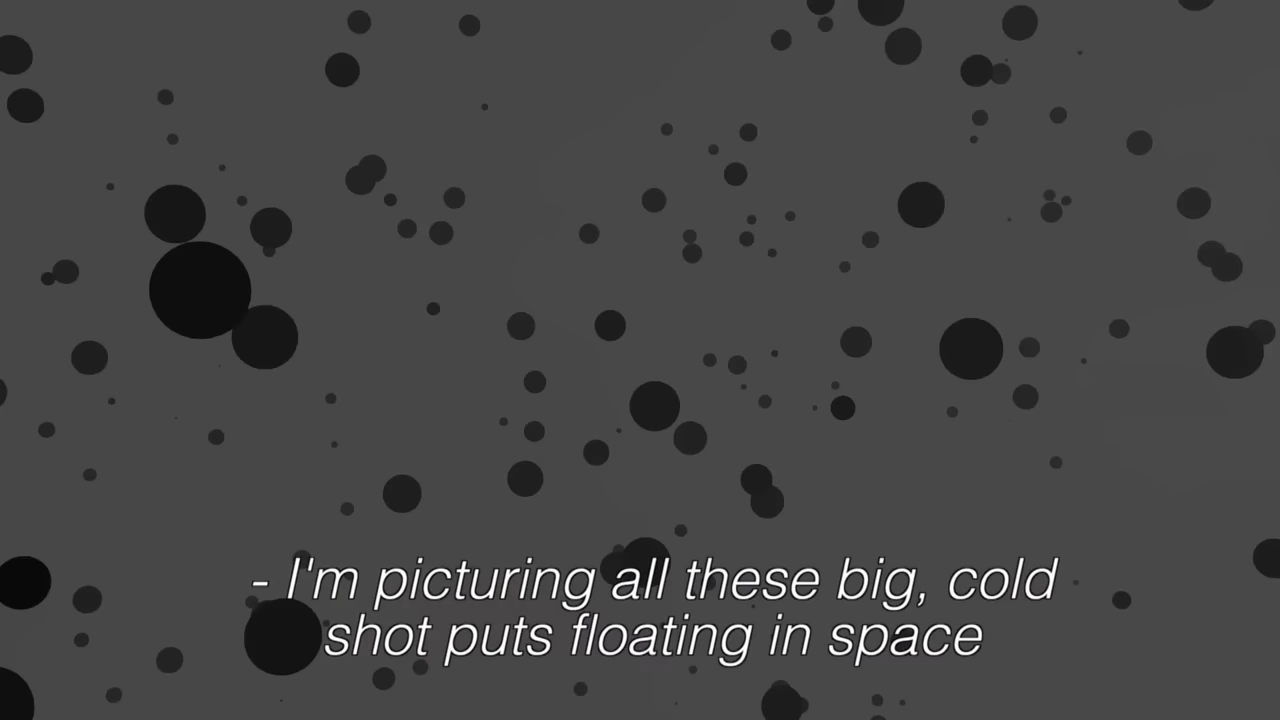 - I'm picturing all these big, cold
shot puts floating in space